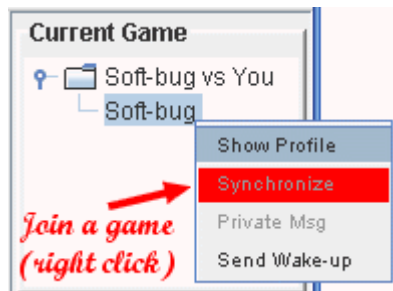 Current Game
Soft-bug vs You
Soft-bug
Show Profile
Synchronize
Private Msg
Send Wake-up
Join a game
(right click)